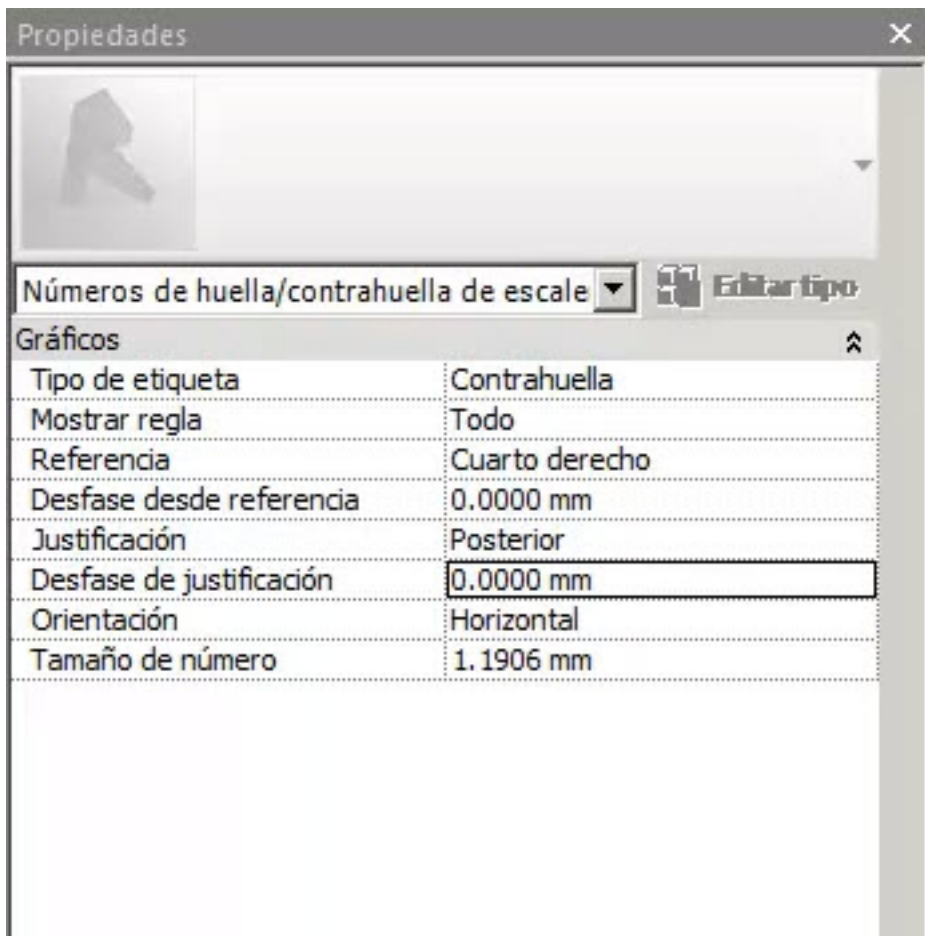 Propiedades
Números de huella/contrahuella de escale
Editar tipo
Gráficos
Tipo de etiqueta Contrahuella
Mostrar regla Todo
Referencia Cuarto derecho
Desfase desde referencia 0.0000 mm
Justificación Posterior
Desfase de justificación 0.0000 mm
Orientación Horizontal
Tamaño de número 1.1906 mm